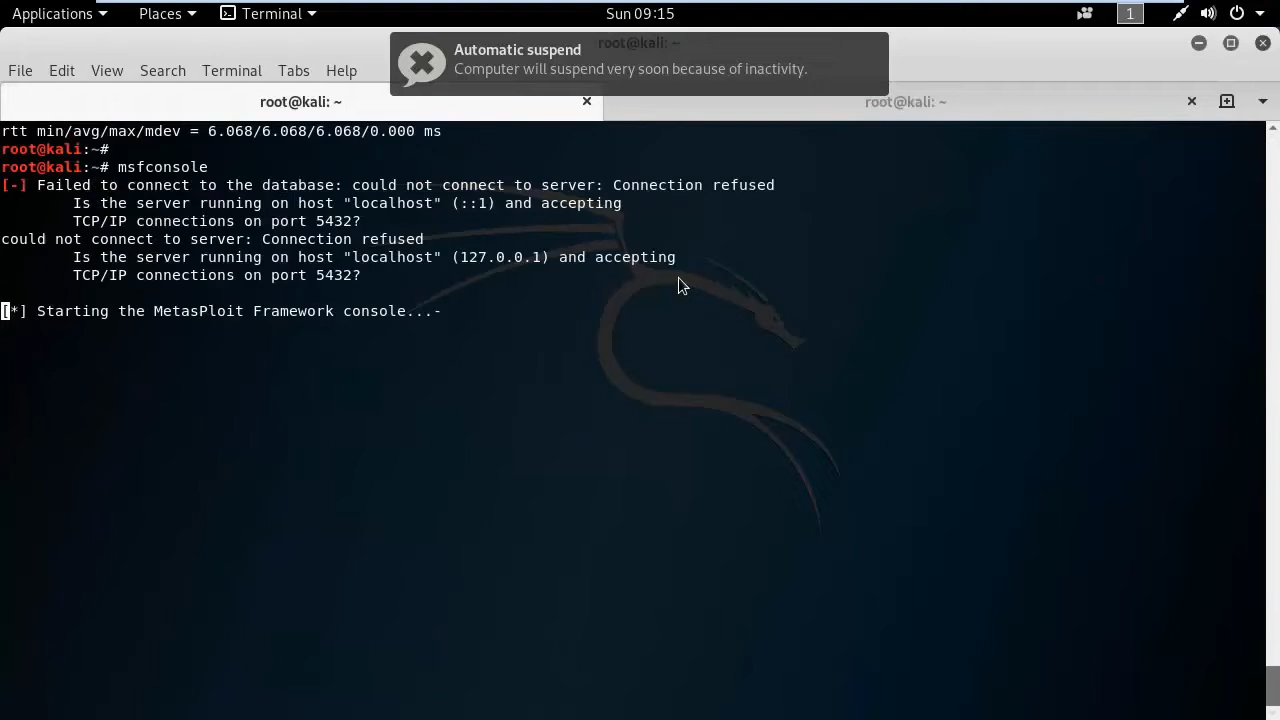 Applications Places Terminal Sun 09:15 1
root@kali: ~
Automatic suspend
Computer will suspend very soon because of inactivity.
File Edit View Search Terminal Tabs Help
root@kali: ~ root@kali: ~
rtt min/avg/max/mdev = 6.068/6.068/6.068/0.000 ms
root@kali:~#
root@kali:~# msfconsole
[-] Failed to connect to the database: could not connect to server: Connection refused
        Is the server running on host "localhost" (::1) and accepting
        TCP/IP connections on port 5432?
could not connect to server: Connection refused
        Is the server running on host "localhost" (127.0.0.1) and accepting
        TCP/IP connections on port 5432?
[*] Starting the MetasPloit Framework console...-